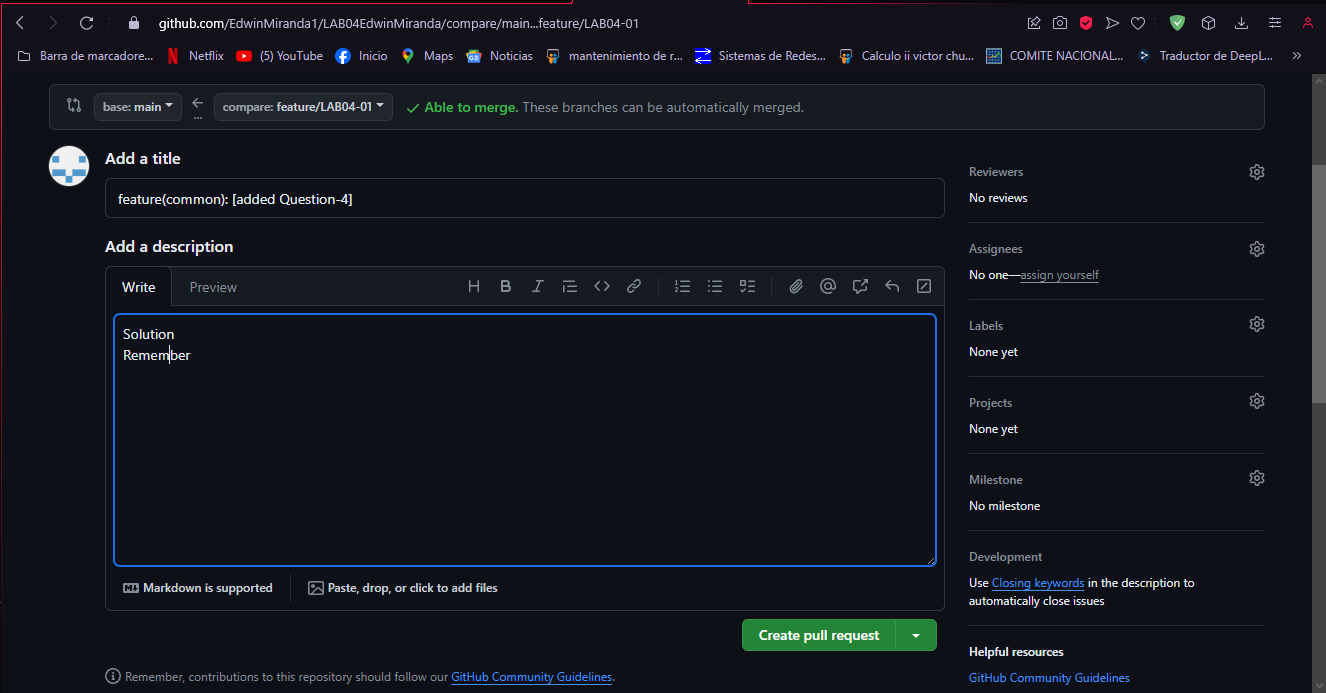 github.com/EdwinMiranda1/LAB04EdwinMiranda/compare/main...feature/LAB04-01
Barra de marcadore... Netflix (5) YouTube Inicio Maps Noticias mantenimiento de r... Sistemas de Redes... Calculo ii victor chu... COMITE NACIONAL... Traductor de DeepL... »
base: main ... compare: feature/LAB04-01 Able to merge. These branches can be automatically merged.
Add a title
feature(common): [added Question-4]
Add a description
Write Preview
Solution
Remember
Markdown is supported Paste, drop, or click to add files
Create pull request
Remember, contributions to this repository should follow our GitHub Community Guidelines.
Reviewers
No reviews
Assignees
No one—assign yourself
Labels
None yet
Projects
None yet
Milestone
No milestone
Development
Use Closing keywords in the description to
automatically close issues
Helpful resources
GitHub Community Guidelines